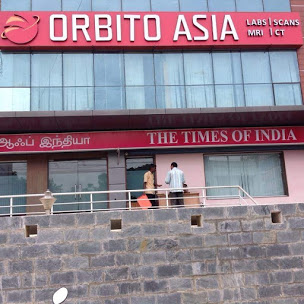 ORBITO ASIA
LABS | SCANS
MRI | CT
ஆஃப் இந்தியா
THE TIMES OF INDIA